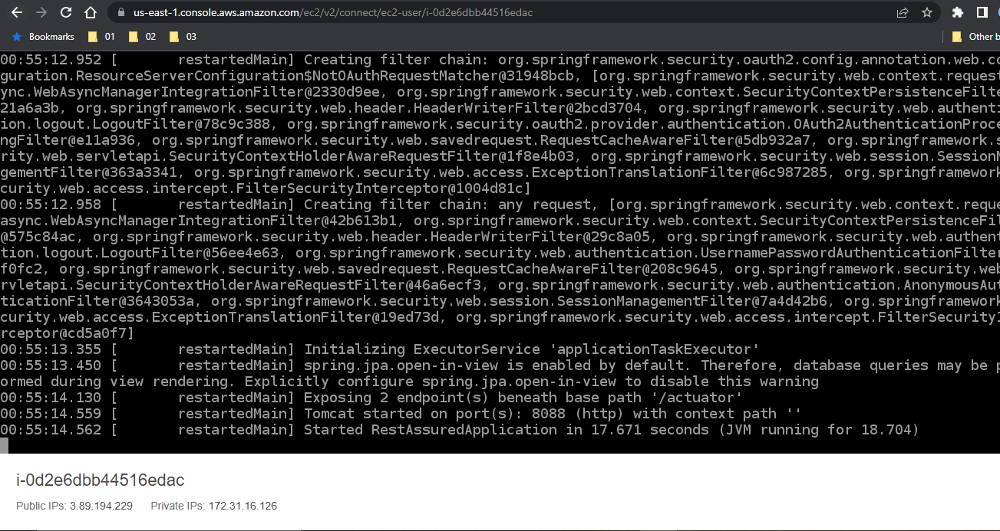 us-east-1.console.aws.amazon.com/ec2/v2/connect/ec2-user/i-0d2e6dbb44516edac
Bookmarks 01 02 03 Other b
00:55:12.952 [       restartedMain] Creating filter chain: org.springframework.security.oauth2.config.annotation.web.co
guration.ResourceServerConfiguration$NotOAuthRequestMatcher@31948bcb, [org.springframework.security.web.context.request
ync.WebAsyncManagerIntegrationFilter@2330d9ee, org.springframework.security.web.context.SecurityContextPersistenceFilte
21a6a3b, org.springframework.security.web.header.HeaderWriterFilter@2bcd3704, org.springframework.security.web.authenti
ion.logout.LogoutFilter@78c9c388, org.springframework.security.oauth2.provider.authentication.OAuth2AuthenticationProce
ngFilter@e11a936, org.springframework.security.web.savedrequest.RequestCacheAwareFilter@5db932a7, org.springframework.s
rity.web.servletapi.SecurityContextHolderAwareRequestFilter@1f8e4b03, org.springframework.security.web.session.SessionM
gementFilter@363a3341, org.springframework.security.web.access.ExceptionTranslationFilter@6c987285, org.springframework
curity.web.access.intercept.FilterSecurityInterceptor@1004d81c]
00:55:12.958 [       restartedMain] Creating filter chain: any request, [org.springframework.security.web.context.reque
async.WebAsyncManagerIntegrationFilter@42b613b1, org.springframework.security.web.context.SecurityContextPersistenceFil
@575c84ac, org.springframework.security.web.header.HeaderWriterFilter@29c8a05, org.springframework.security.web.authent
tion.logout.LogoutFilter@56ee4e63, org.springframework.security.web.authentication.UsernamePasswordAuthenticationFilter
f0fc2, org.springframework.security.web.savedrequest.RequestCacheAwareFilter@208c9645, org.springframework.security.web
rvletapi.SecurityContextHolderAwareRequestFilter@46a6ecf3, org.springframework.security.web.authentication.AnonymousAut
ticationFilter@3643053a, org.springframework.security.web.session.SessionManagementFilter@7a4d42b6, org.springframework
curity.web.access.ExceptionTranslationFilter@19ed73d, org.springframework.security.web.access.intercept.FilterSecurityI
rceptor@cd5a0f7]
00:55:13.355 [       restartedMain] Initializing ExecutorService 'applicationTaskExecutor'
00:55:13.450 [       restartedMain] spring.jpa.open-in-view is enabled by default. Therefore, database queries may be p
ormed during view rendering. Explicitly configure spring.jpa.open-in-view to disable this warning
00:55:14.130 [       restartedMain] Exposing 2 endpoint(s) beneath base path '/actuator'
00:55:14.559 [       restartedMain] Tomcat started on port(s): 8088 (http) with context path ''
00:55:14.562 [       restartedMain] Started RestAssuredApplication in 17.671 seconds (JVM running for 18.704)
i-0d2e6dbb44516edac
Public IPs: 3.89.194.229 Private IPs: 172.31.16.126